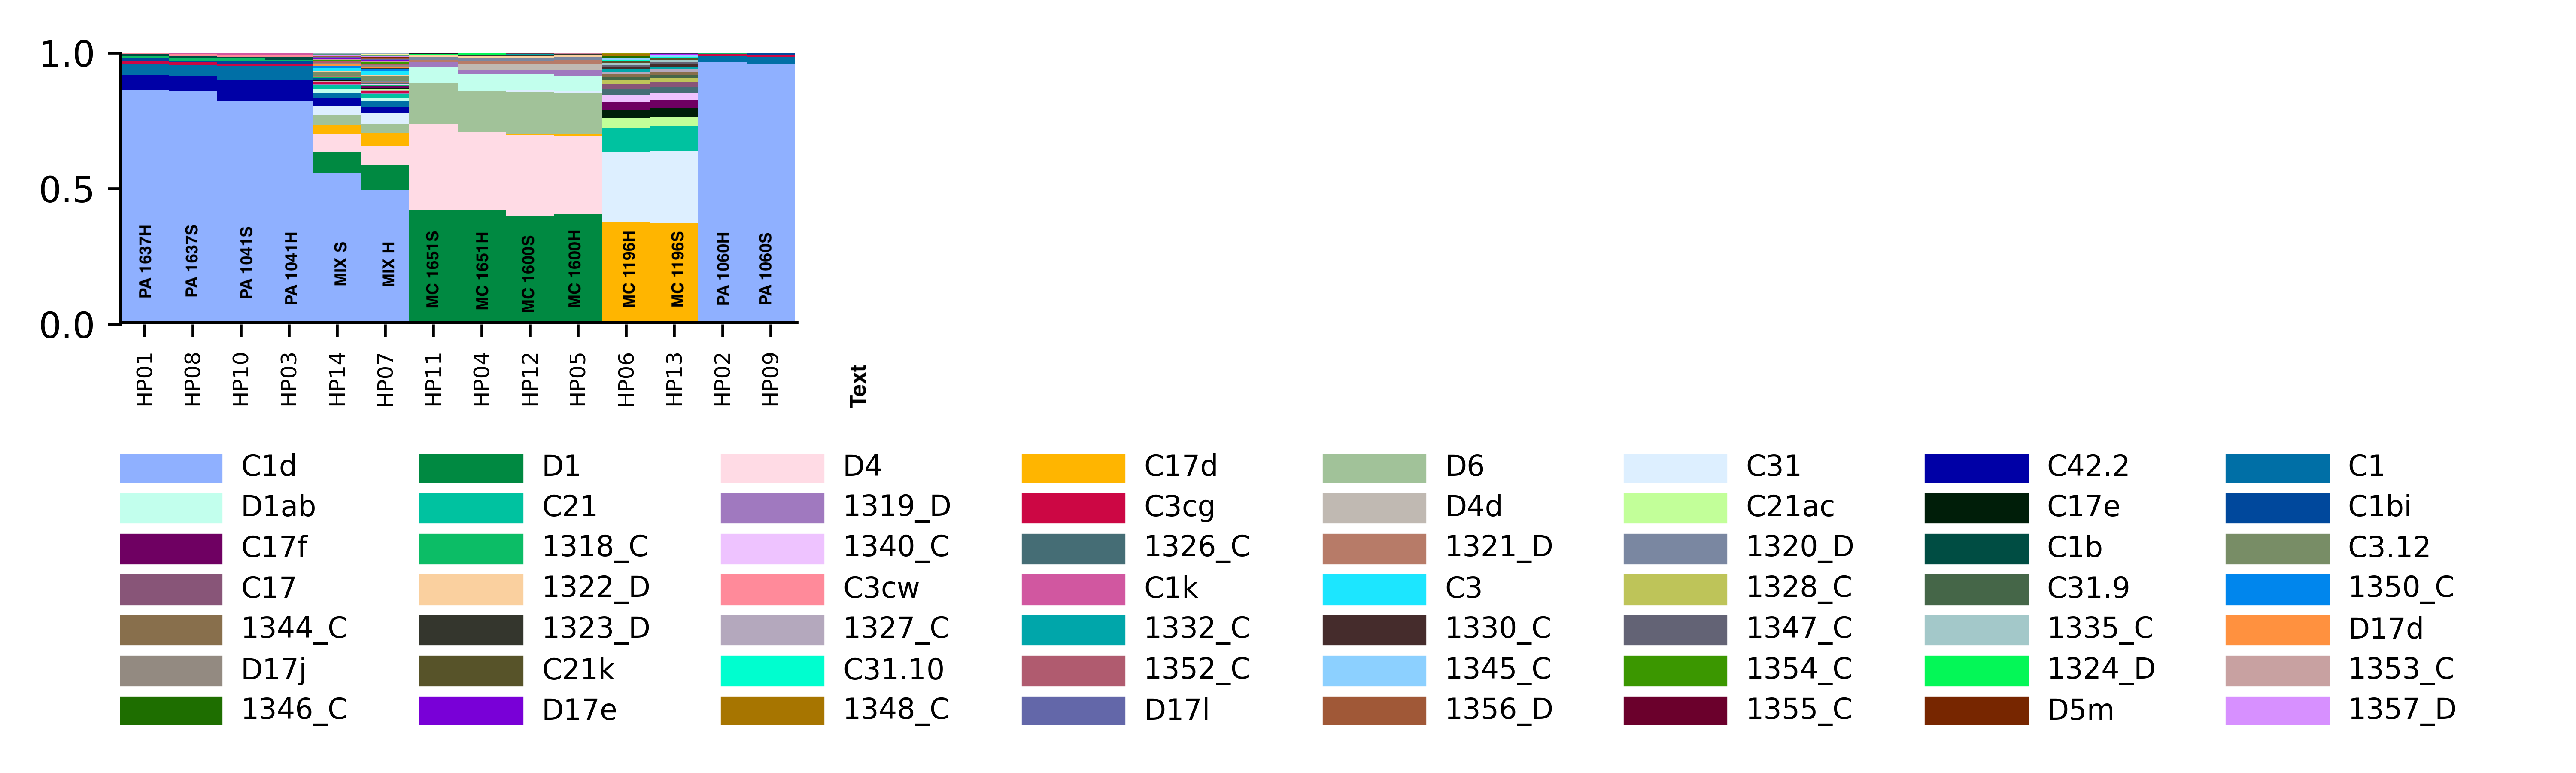 1.0
0.5
0.0
PA 1637H PA 1637S PA 1041S PA 1041H MIX S MIX H MC 1651S MC 1651H MC 1600S MC 1600H MC 1196H MC 1196S PA 1060H PA 1060S
HP01 HP08 HP10 HP03 HP14 HP07 HP11 HP04 HP12 HP05 HP06 HP13 HP02 HP09
Text
C1d D1 D4 C17d D6 C31 C42.2 C1
D1ab C21 1319_D C3cg D4d C21ac C17e C1bi
C17f 1318_C 1340_C 1326_C 1321_D 1320_D C1b C3.12
C17 1322_D C3cw C1k C3 1328_C C31.9 1350_C
1344_C 1323_D 1327_C 1332_C 1330_C 1347_C 1335_C D17d
D17j C21k C31.10 1352_C 1345_C 1354_C 1324_D 1353_C
1346_C D17e 1348_C D17l 1356_D 1355_C D5m 1357_D